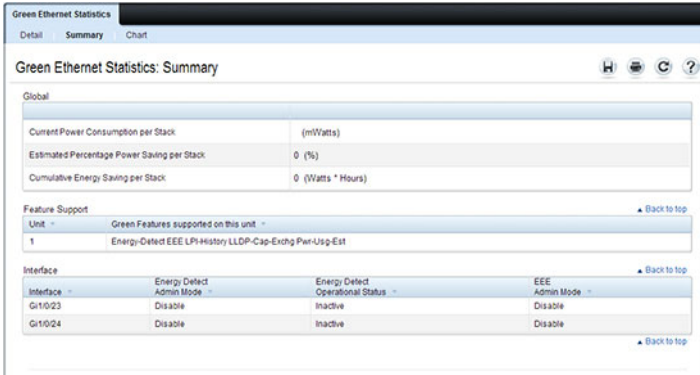 Green Ethernet Statistics
Detail Summary Chart
Green Ethernet Statistics: Summary
Global
Current Power Consumption per Stack (mWatts)
Estimated Percentage Power Saving per Stack 0 (%)
Cumulative Energy Saving per Stack 0 (Watts * Hours)
Feature Support Back to top
Unit Green Features supported on this unit
1 Energy-Detect EEE LPI-History LLDP-Cap-Exchg Pwr-Usg-Est
Interface Back to top
Energy Detect Energy Detect EEE
Interface Admin Mode Operational Status Admin Mode
Gi1/0/23 Disable Inactive Disable
Gi1/0/24 Disable Inactive Disable
Back to top